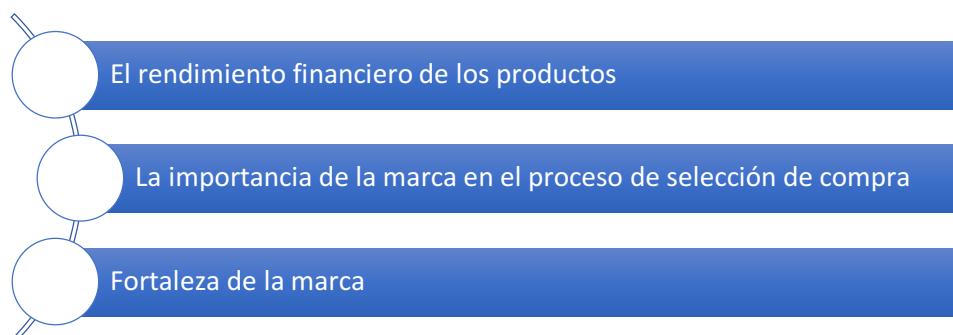 El rendimiento financiero de los productos
La importancia de la marca en el proceso de selección de compra
Fortaleza de la marca